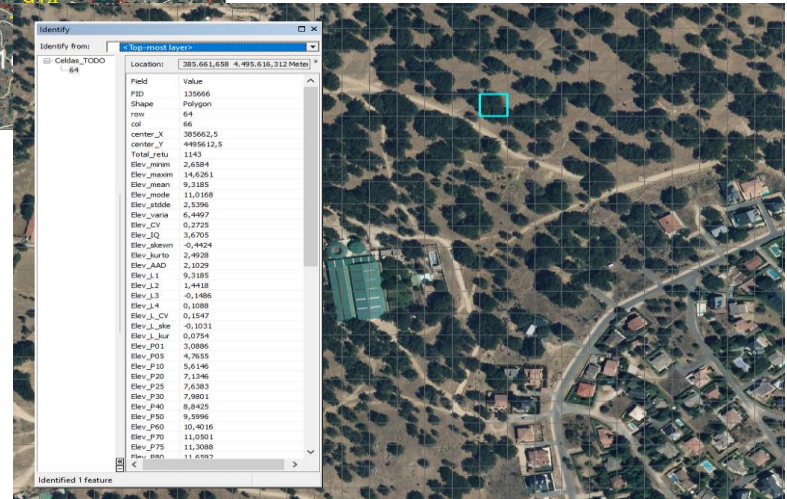 Identify
Identify from: <Top-most layer>
Celdas_TODO
64
Location: 385.661,658 4.495.616,312 Meter
Field Value
FID 135666
Shape Polygon
row 64
col 66
center_X 385662,5
center_Y 4495612,5
Total_retu 1143
Elev_minim 2,6584
Elev_maxim 14,6261
Elev_mean 9,3185
Elev_mode 11,0168
Elev_stdde 2,5396
Elev_varia 6,4497
Elev_CV 0,2725
Elev_IQ 3,6705
Elev_skewn -0,4424
Elev_kurto 2,4928
Elev_AAD 2,1029
Elev_L1 9,3185
Elev_L2 1,4418
Elev_L3 -0,1486
Elev_L4 0,1088
Elev_L_CV 0,1547
Elev_L_ske -0,1031
Elev_L_kur 0,0754
Elev_P01 3,0886
Elev_P05 4,7655
Elev_P10 5,6146
Elev_P20 7,1346
Elev_P25 7,6383
Elev_P30 7,9801
Elev_P40 8,8425
Elev_P50 9,5996
Elev_P60 10,4016
Elev_P70 11,0501
Elev_P75 11,3088
Elev_P80 11,6592
Identified 1 feature